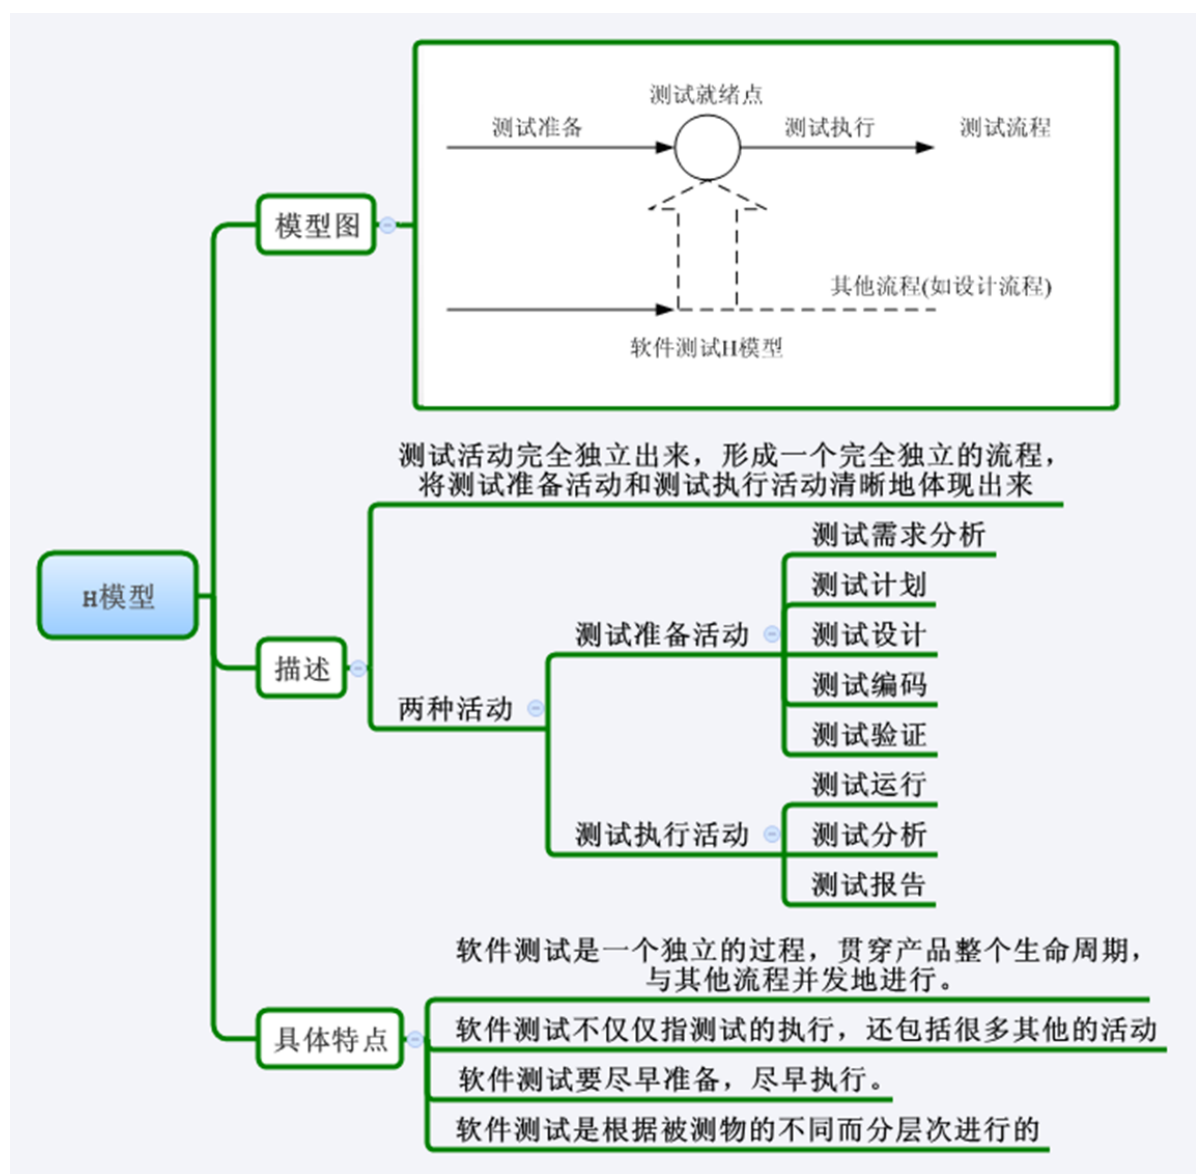 测试就绪点
测试准备
测试执行
测试流程
模型图
其他流程(如设计流程)
软件测试H模型
测试活动完全独立出来，形成一个完全独立的流程，
将测试准备活动和测试执行活动清晰地体现出来
H模型
描述
两种活动
测试准备活动
测试需求分析
测试计划
测试设计
测试编码
测试验证
测试执行活动
测试运行
测试分析
测试报告
具体特点
软件测试是一个独立的过程，贯穿产品整个生命周期，
与其他流程并发地进行。
软件测试不仅仅指测试的执行，还包括很多其他的活动
软件测试要尽早准备，尽早执行。
软件测试是根据被测物的不同而分层次进行的